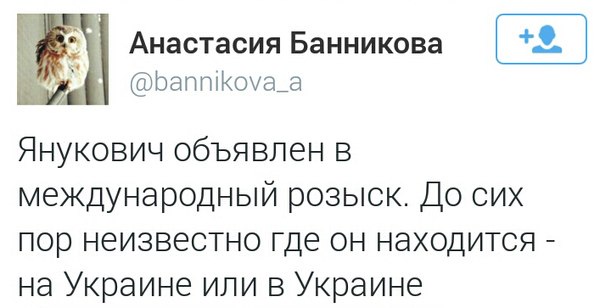 Анастасия Банникова
@bannikova_a
Янукович объявлен в
международный розыск. До сих
пор неизвестно где он находится -
на Украине или в Украине